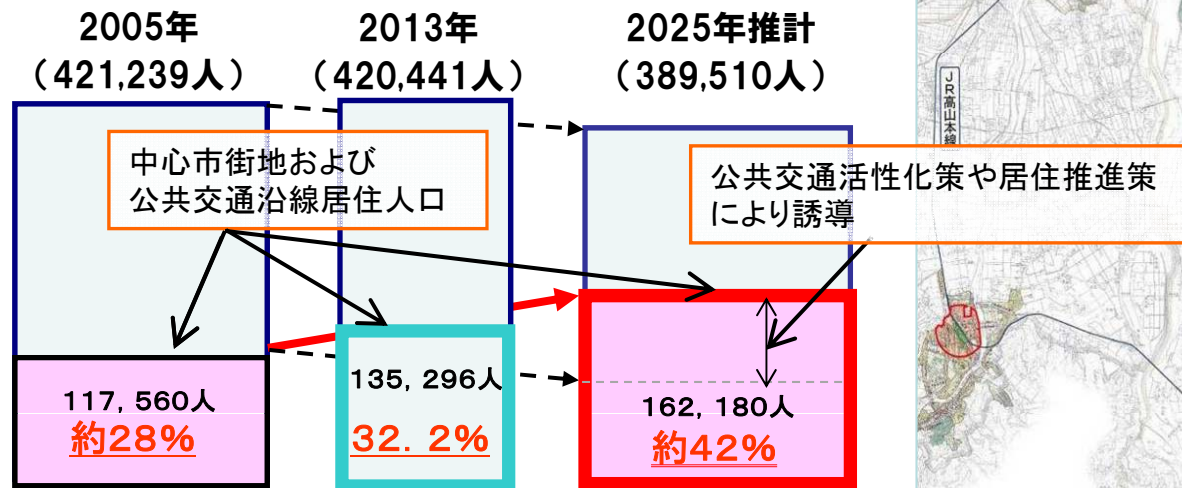 2005年
（421,239人）
2013年
（420,441人）
2025年推計
（389,510人）
中心市街地および
公共交通沿線居住人口
公共交通活性化策や居住推進策
により誘導
117,560人
約28%
135,296人
32.2%
162,180人
約42%
JR高山本線